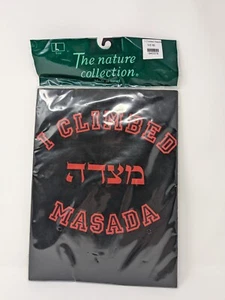 L
The nature
collection®
I CLIMBED
מצדה
MASADA